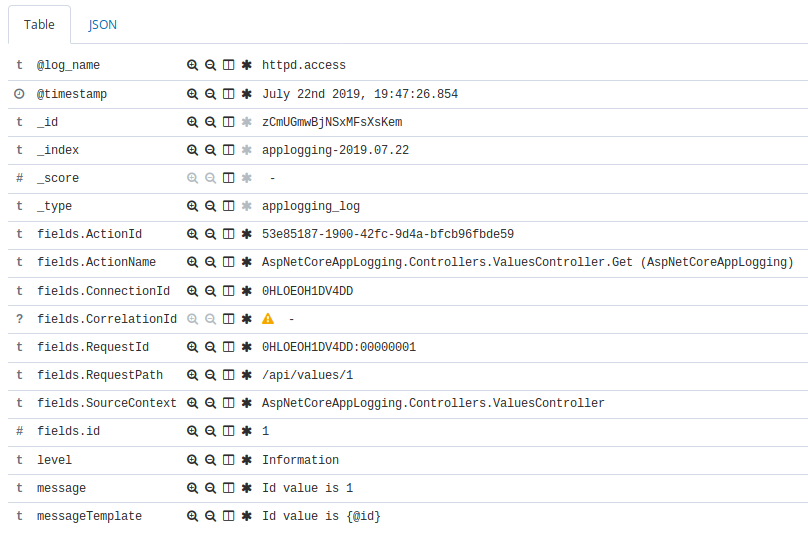 Table JSON
t @log_name httpd.access
@timestamp July 22nd 2019, 19:47:26.854
t _id zCmUGmwBjNSxMFsXsKem
t _index applogging-2019.07.22
# _score -
t _type applogging_log
t fields.ActionId 53e85187-1900-42fc-9d4a-bfcb96fbde59
t fields.ActionName AspNetCoreAppLogging.Controllers.ValuesController.Get (AspNetCoreAppLogging)
t fields.ConnectionId 0HLOEOH1DV4DD
? fields.CorrelationId -
t fields.RequestId 0HLOEOH1DV4DD:00000001
t fields.RequestPath /api/values/1
t fields.SourceContext AspNetCoreAppLogging.Controllers.ValuesController
# fields.id 1
t level Information
t message Id value is 1
t messageTemplate Id value is {@id}